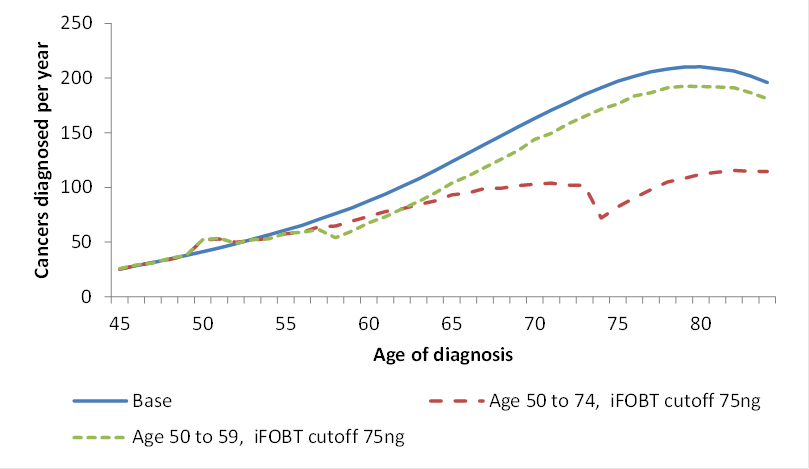 250
200
150
100
50
0
Cancers diagnosed per year
45 50 55 60 65 70 75 80
Age of diagnosis
Base
Age 50 to 74, iFOBT cutoff 75ng
Age 50 to 59, iFOBT cutoff 75ng